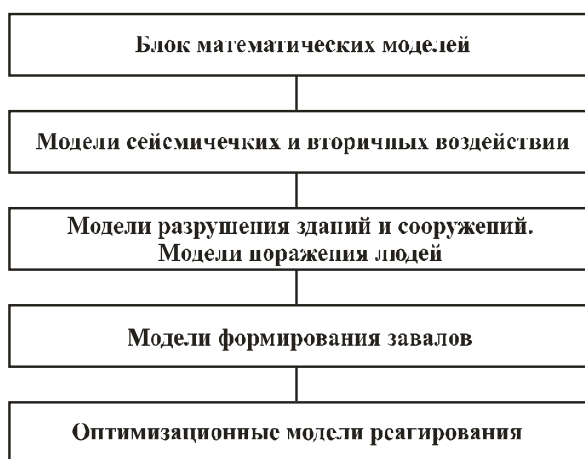 Блок математических моделей
Модели сейсмичечких и вторичных воздействии
Модели разрушения зданий и сооружений.
Модели поражения людей
Модели формирования завалов
Оптимизационные модели реагирования